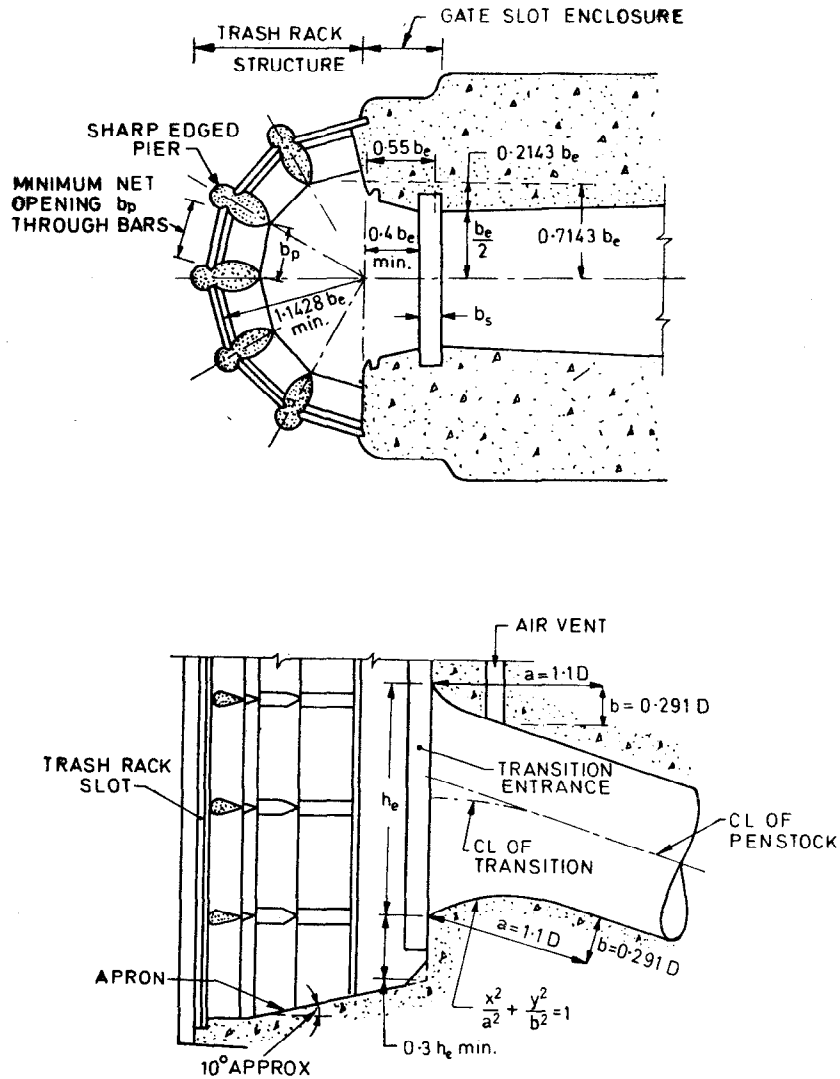 GATE SLOT ENCLOSURE
TRASH RACK
STRUCTURE
SHARP EDGED
PIER
MINIMUM NET
OPENING bp
THROUGH BARS
0·55 be
0·2143 be
0·4 be
min.
be/2
0·7143 be
bp
1·1428 be
min.
bs
AIR VENT
a=1·1D
b=0·291D
TRASH RACK
SLOT
he
TRANSITION
ENTRANCE
CL OF
PENSTOCK
CL OF
TRANSITION
a=1·1D
b=0·291D
APRON
x²/a² + y²/b² = 1
10° APPROX
0·3 he min.